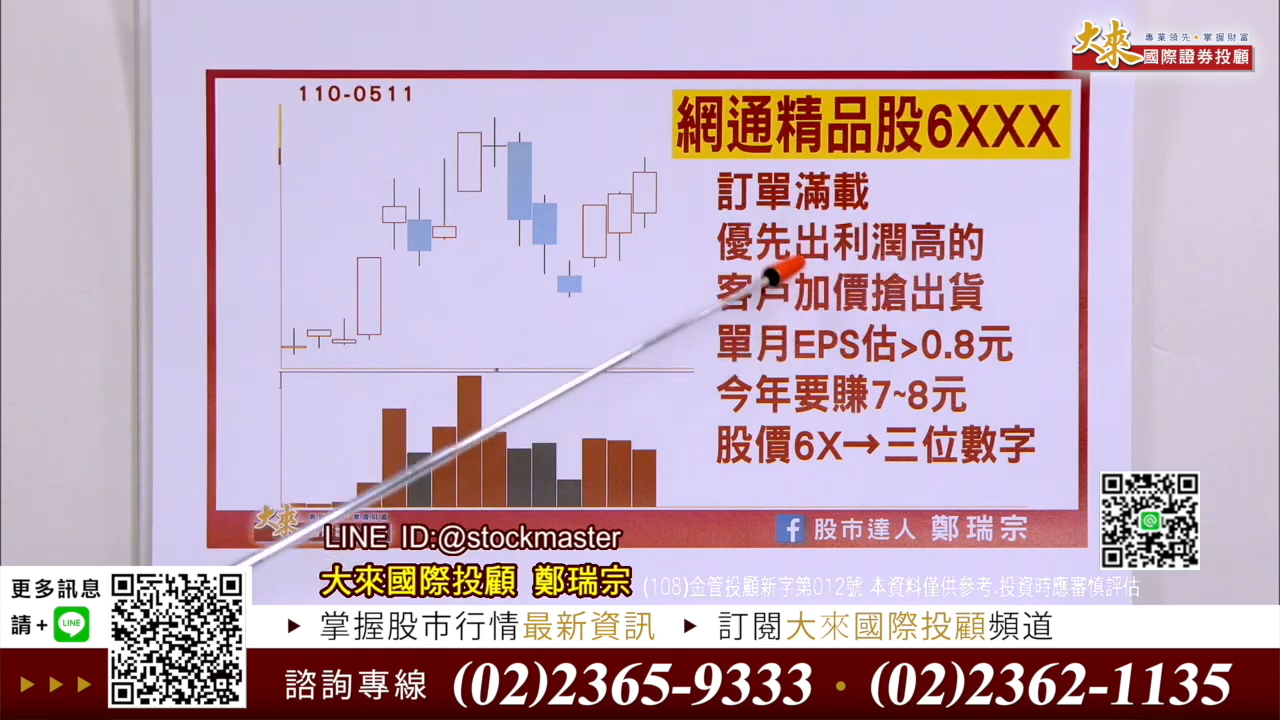 大來
專業領先•掌握財富
國際證券投顧
110-0511
網通精品股6XXX
訂單滿載
優先出利潤高的
客戶加價搶出貨
單月EPS估>0.8元
今年要賺7~8元
股價6X→三位數字
大來
股市達人 鄭瑞宗
LINE ID:@stockmaster
大來國際投顧 鄭瑞宗
(108)金管投顧新字第012號 本資料僅供參考.投資時應審慎評估
更多訊息
請+ LINE
掌握股市行情最新資訊
訂閱大來國際投顧頻道
諮詢專線 (02)2365-9333 • (02)2362-1135